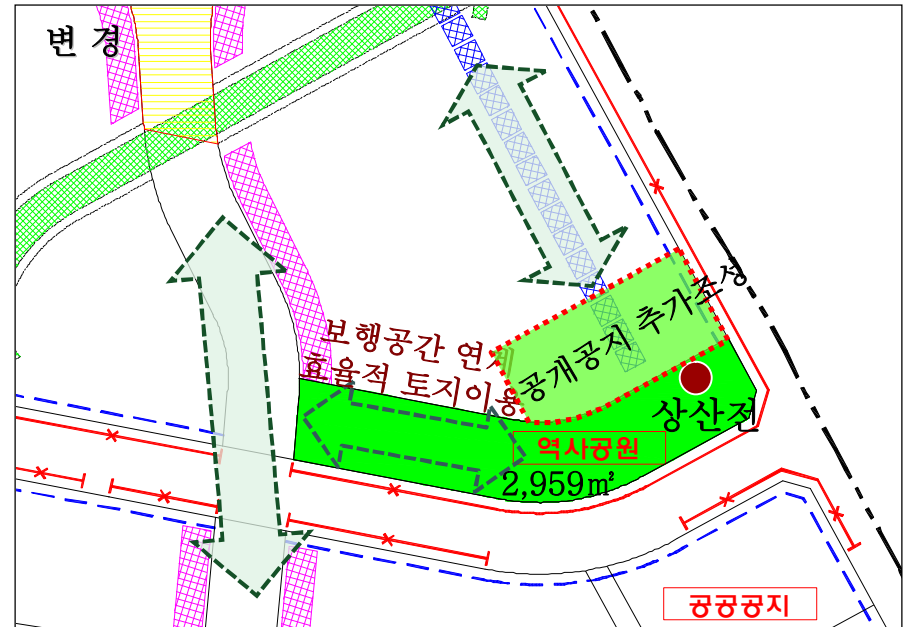 변 경
공개공지 추가조성
보행공간 연계
효율적 토지이용
상산전
역사공원
2,959㎡
공공공지